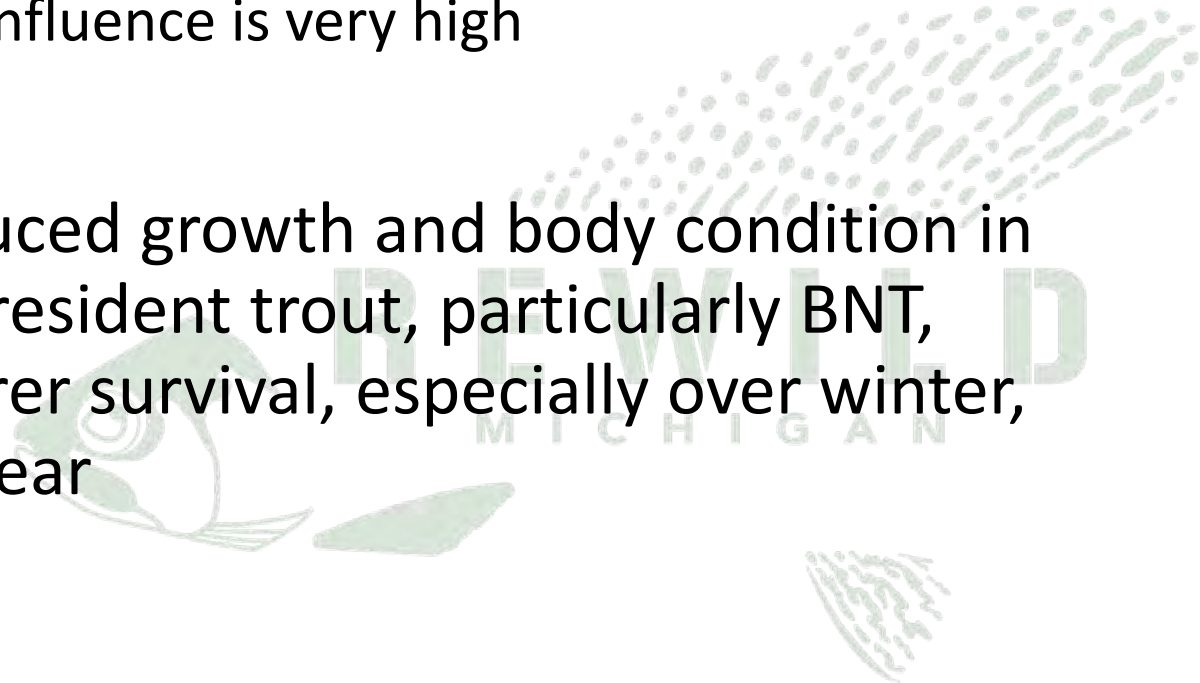 nfluence is very high
uced growth and body condition in
resident trout, particularly BNT,
REWILD
rer survival, especially over winter,
MICHIGAN
ear